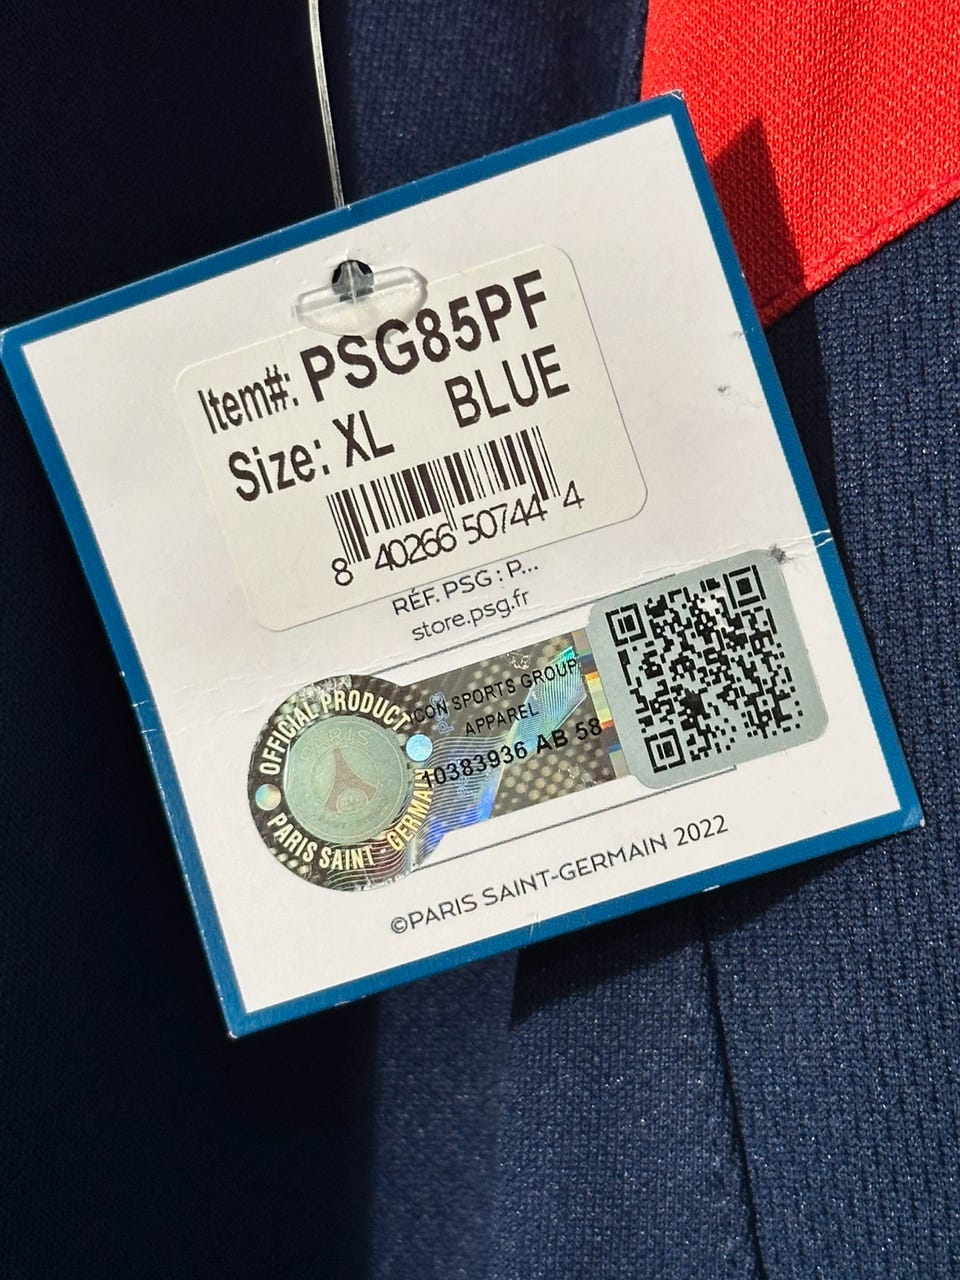 Item#: PSG85PF
Size: XL BLUE
8 40266 50744 4
RÉF. PSG : P...
store.psg.fr
OFFICIAL PRODUCT
PARIS
PARIS SAINT-GERMAIN
ICON SPORTS GROUP
APPAREL
10383936 AB 58
©PARIS SAINT-GERMAIN 2022